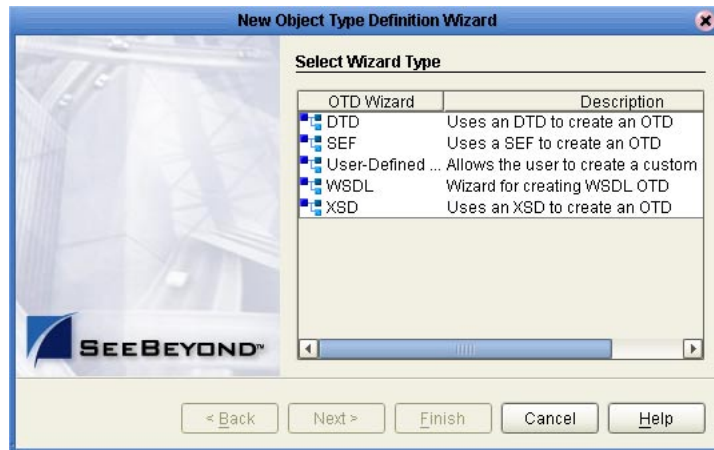 New Object Type Definition Wizard
Select Wizard Type
OTD Wizard Description
DTD Uses an DTD to create an OTD
SEF Uses a SEF to create an OTD
User-Defined ... Allows the user to create a custom
WSDL Wizard for creating WSDL OTD
XSD Uses an XSD to create an OTD
SEEBEYOND™
< Back Next > Finish Cancel Help